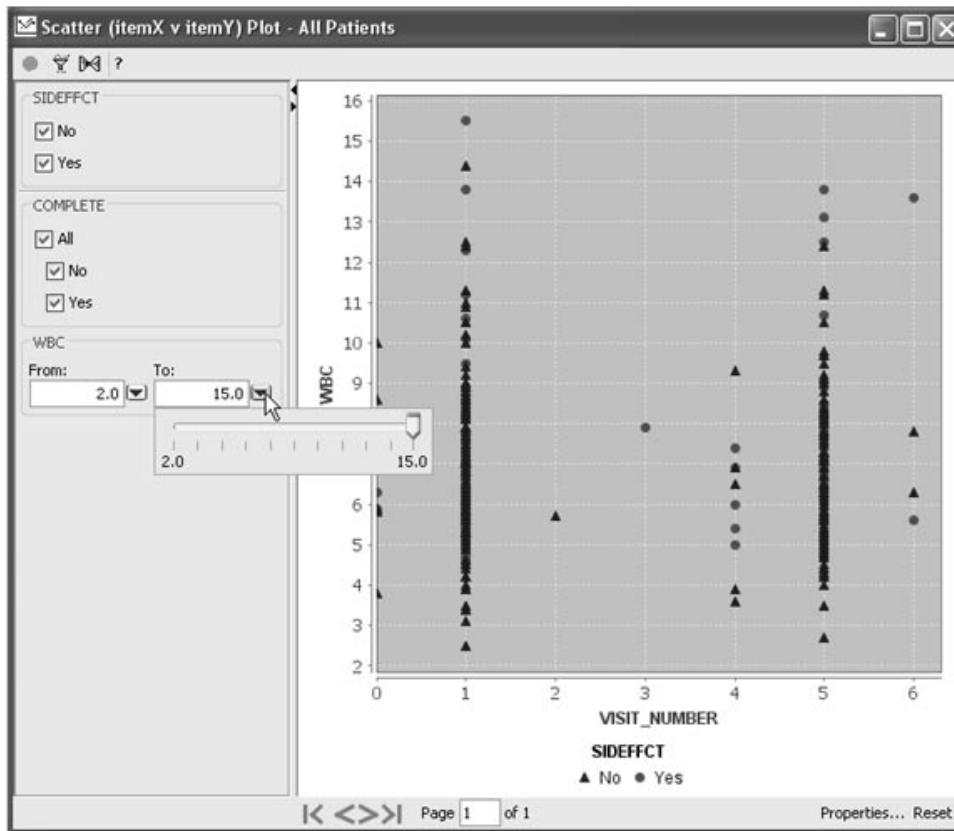 Scatter (itemX v itemY) Plot - All Patients
?
SIDEFFCT
No
Yes
COMPLETE
All
No
Yes
WBC
From: To:
2.0 15.0
2.0 15.0
16
15
14
13
12
11
10
9
6
5
4
3
2
WBC
0 1 2 3 4 5 6
VISIT_NUMBER
SIDEFFCT
No Yes
Page 1 of 1
Properties... Reset